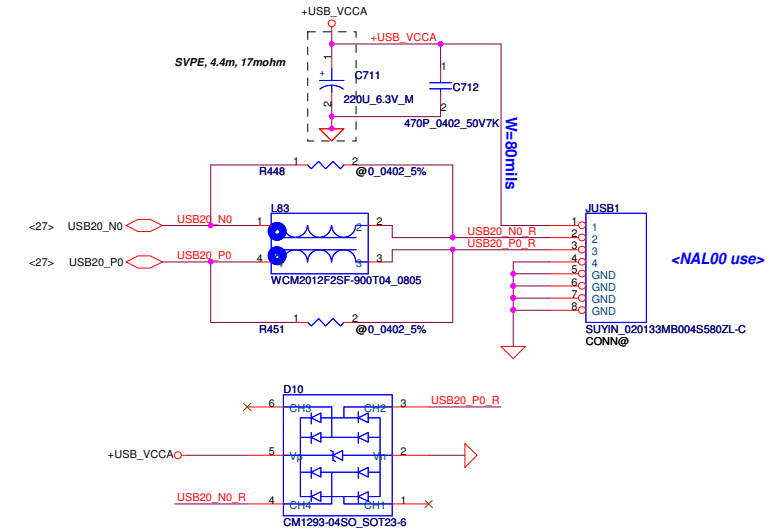 +USB_VCCA
+USB_VCCA
SVPE, 4.4m, 17mohm
1
+
C711
2
220U_6.3V_M
1
C712
2
470P_0402_50V7K
W=80mils
R448
1
2
@0_0402_5%
L83
JUSB1
<27> USB20_N0
USB20_N0
1
2
2
USB20_N0_R
USB20_P0_R
<27> USB20_P0
USB20_P0
4
4
3
3
WCM2012F2SF-900T04_0805
R451
1
2
@0_0402_5%
1 1
2 2
3 3
4 4
5 GND
6 GND
7 GND
8 GND
<NAL00 use>
SUYIN_020133MB004S580ZL-C
CONN@
D10
6 CH3
CH2 3
USB20_P0_R
+USB_VCCA
5 Vp
Vn 2
USB20_N0_R
4 CH4
CH1 1
CM1293-04SO_SOT23-6